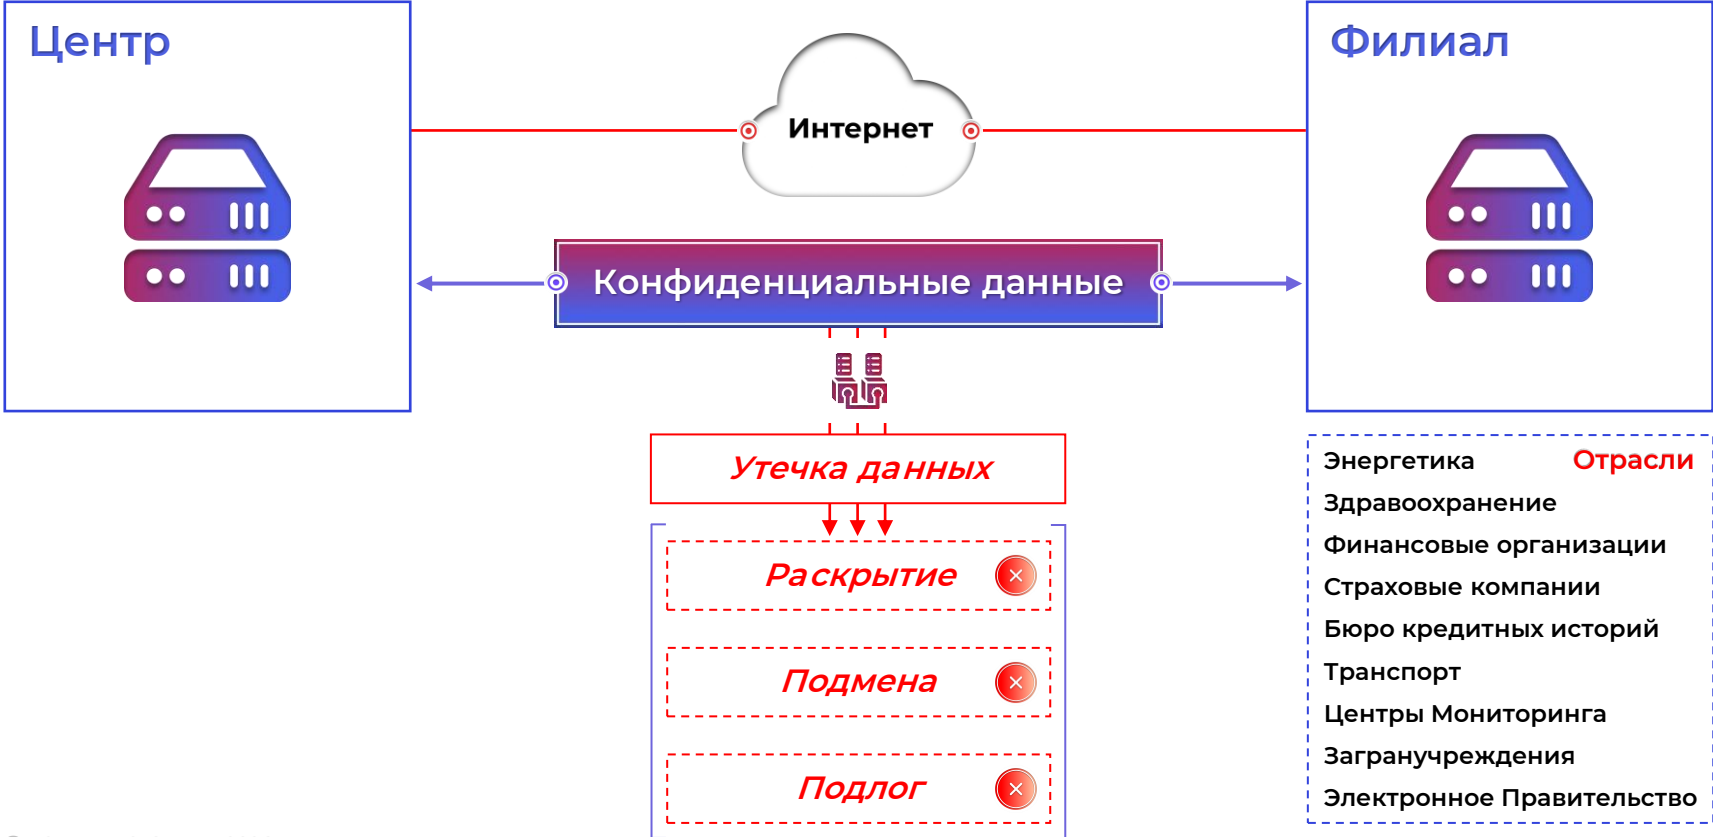 Центр
Интернет
Филиал
Конфиденциальные данные
Утечка данных
Раскрытие
Подмена
Подлог
Отрасли
Энергетика
Здравоохранение
Финансовые организации
Страховые компании
Бюро кредитных историй
Транспорт
Центры Мониторинга
Загранучреждения
Электронное Правительство